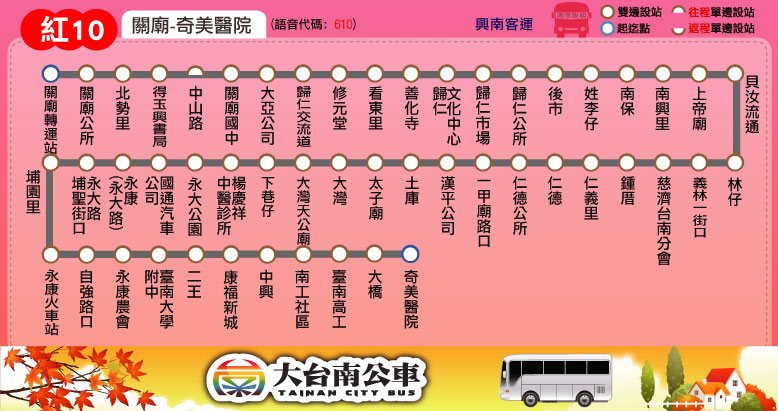 紅10
關廟-奇美醫院
(語音代碼: 610)
興南客運
雙邊設站
起迄點
往程單邊設站
返程單邊設站
關廟轉運站
關廟公所
北勢里
得玉興書局
中山路
關廟國中
大亞公司
歸仁交流道
修元堂
看東里
善化寺
歸仁文化中心
歸仁市場
歸仁公所
後市
姓李仔
南保
南興里
上帝廟
貝汝流通
林仔
義林一街口
慈濟台南分會
鍾厝
仁義里
仁德
仁德公所
一甲廟路口
漢平公司
土庫
太子廟
大灣
大灣天公廟
下巷仔
楊慶祥中醫診所
永大公園
國通汽車公司
永康(永大路)
永大路埔聖街口
埔園里
永康火車站
自強路口
永康農會
臺南大學附中
二王
康福新城
中興
南工社區
臺南高工
大橋
奇美醫院
大台南公車
TAINAN CITY BUS